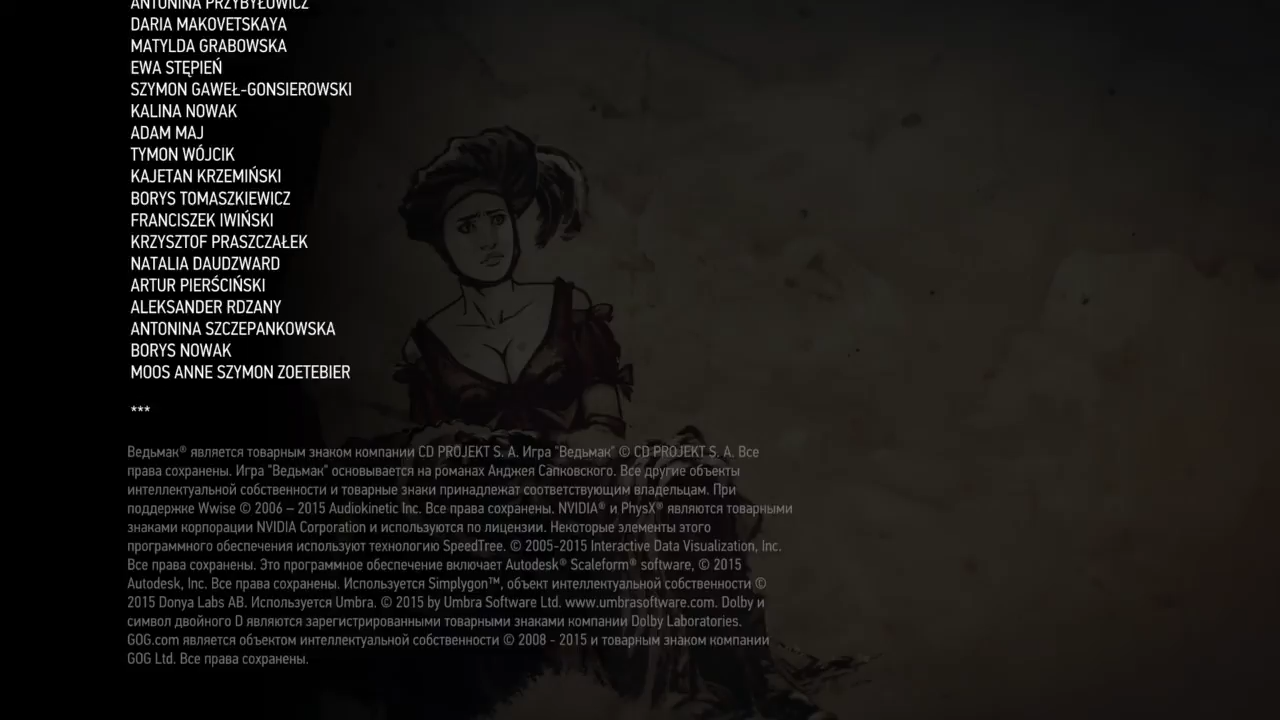 ANTONINA PRZYBYŁOWICZ
DARIA MAKOVETSKAYA
MATYLDA GRABOWSKA
EWA STĘPIEŃ
SZYMON GAWEŁ-GONSIEROWSKI
KALINA NOWAK
ADAM MAJ
TYMON WÓJCIK
KAJETAN KRZEMIŃSKI
BORYS TOMASZKIEWICZ
FRANCISZEK IWIŃSKI
KRZYSZTOF PRASZCZAŁEK
NATALIA DAUDZWARD
ARTUR PIERŚCIŃSKI
ALEKSANDER RDZANY
ANTONINA SZCZEPANKOWSKA
BORYS NOWAK
MOOS ANNE SZYMON ZOETEBIER
***
Ведьмак® является товарным знаком компании CD PROJEKT S. A. Игра "Ведьмак" © CD PROJEKT S. A. Все
права сохранены. Игра "Ведьмак" основывается на романах Анджея Сапковского. Все другие объекты
интеллектуальной собственности и товарные знаки принадлежат соответствующим владельцам. При
поддержке Wwise © 2006 – 2015 Audiokinetic Inc. Все права сохранены. NVIDIA® и PhysX® являются товарными
знаками корпорации NVIDIA Corporation и используются по лицензии. Некоторые элементы этого
программного обеспечения используют технологию SpeedTree. © 2005-2015 Interactive Data Visualization, Inc.
Все права сохранены. Это программное обеспечение включает Autodesk® Scaleform® software, © 2015
Autodesk, Inc. Все права сохранены. Используется Simplygon™, объект интеллектуальной собственности ©
2015 Donya Labs AB. Используется Umbra. © 2015 by Umbra Software Ltd. www.umbrasoftware.com. Dolby и
символ двойного D являются зарегистрированными товарными знаками компании Dolby Laboratories.
GOG.com является объектом интеллектуальной собственности © 2008 - 2015 и товарным знаком компании
GOG Ltd. Все права сохранены.